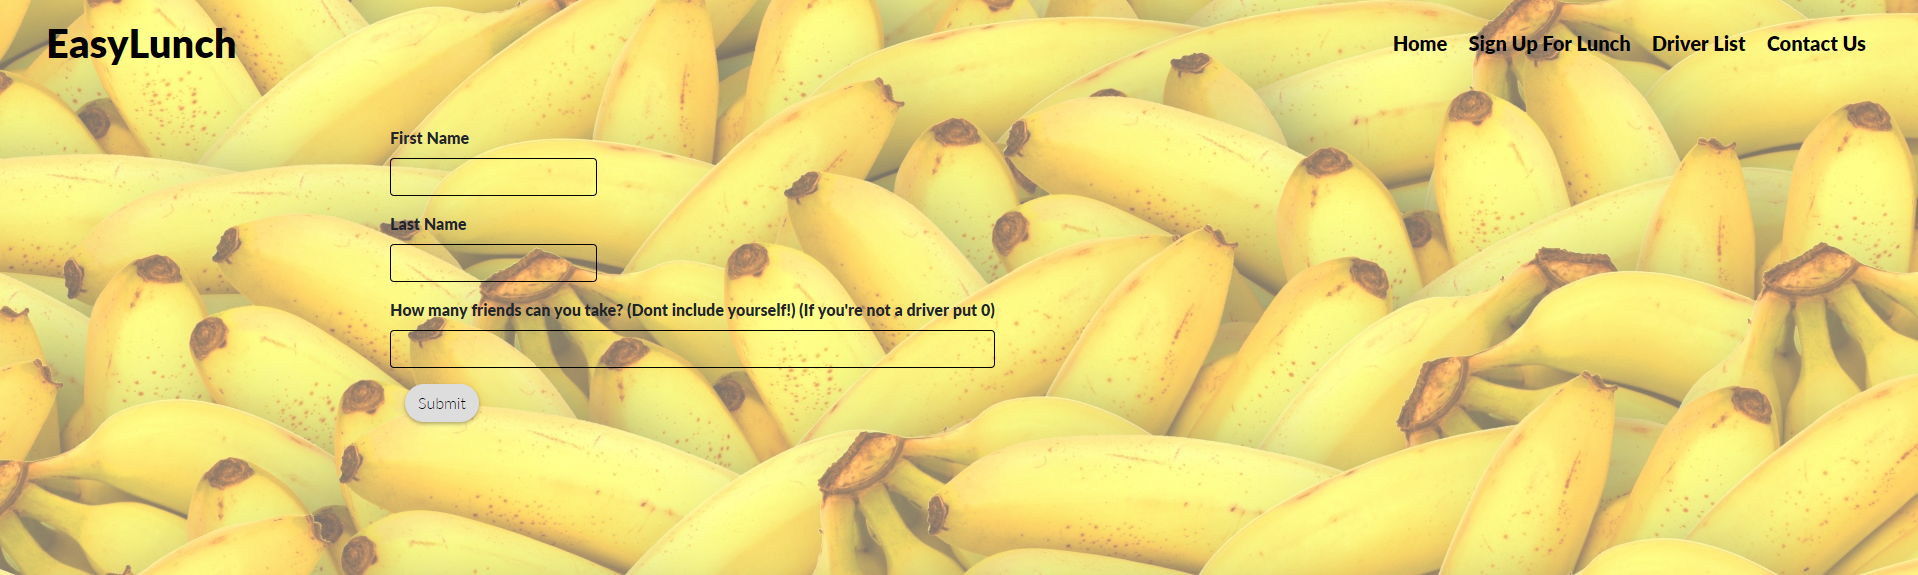 EasyLunch
Home Sign Up For Lunch Driver List Contact Us
First Name
Last Name
How many friends can you take? (Dont include yourself!) (If you're not a driver put 0)
Submit